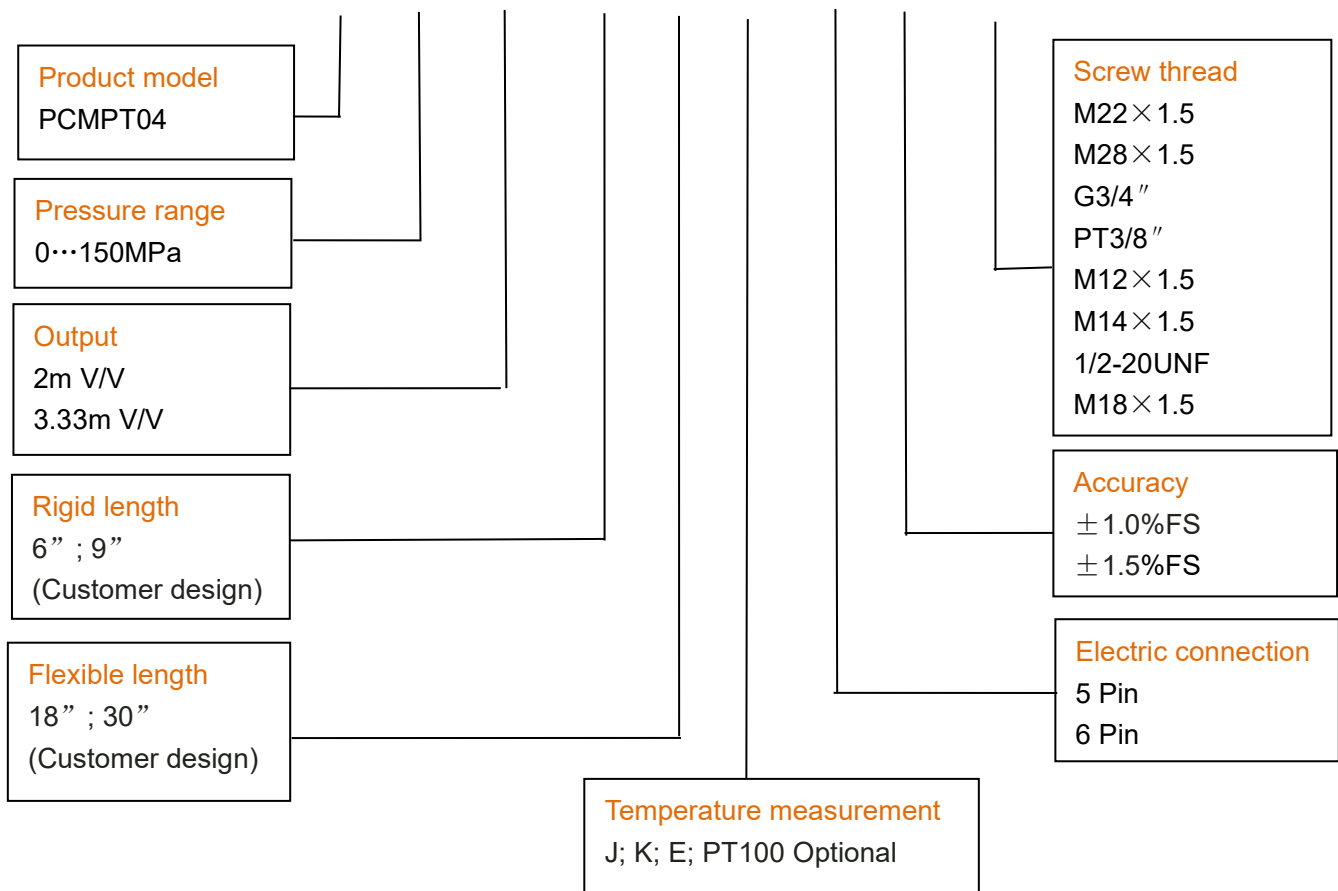 Product model
PCMPT04
Pressure range
0···150MPa
Output
2m V/V
3.33m V/V
Rigid length
6” ; 9”
(Customer design)
Flexible length
18” ; 30”
(Customer design)
Temperature measurement
J; K; E; PT100 Optional
Screw thread
M22×1.5
M28×1.5
G3/4″
PT3/8″
M12×1.5
M14×1.5
1/2-20UNF
M18×1.5
Accuracy
±1.0%FS
±1.5%FS
Electric connection
5 Pin
6 Pin